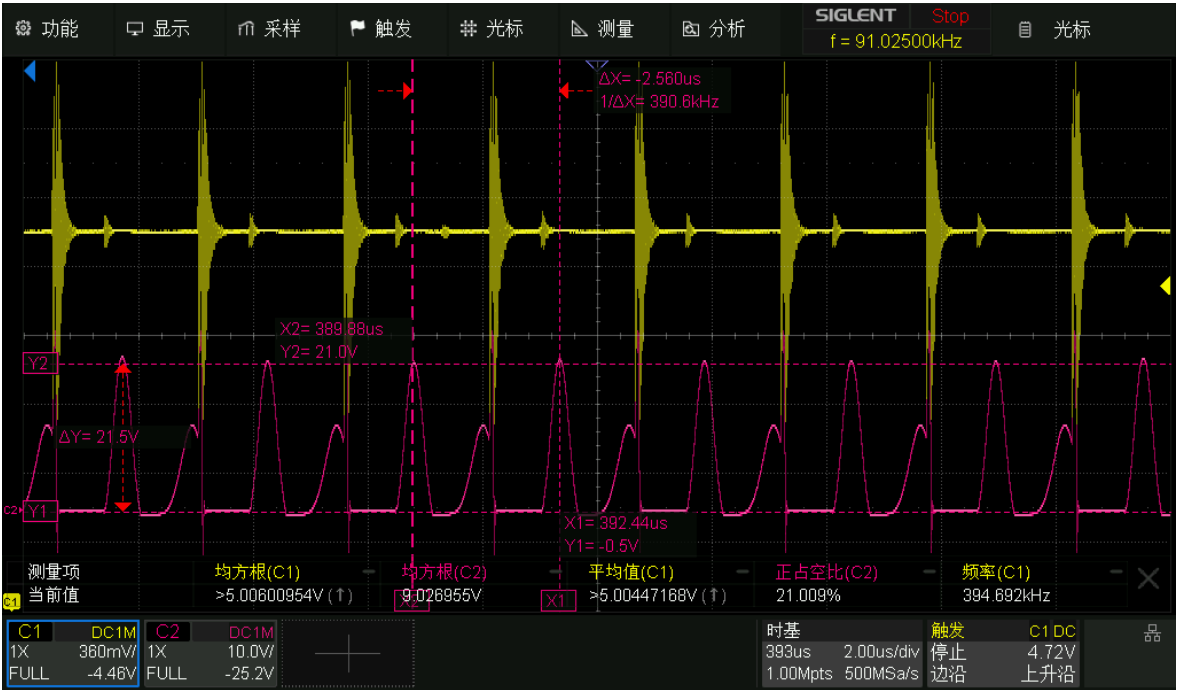 功能 显示 采样 触发 光标 测量 分析 SIGLENT Stop 光标
f = 91.02500kHz
ΔX= -2.560us
1/ΔX= 390.6kHz
X2= 389.88us
Y2= 21.0V
Y2
ΔY= 21.5V
C2 Y1
X1= 392.44us
Y1= -0.5V
测量项 均方根(C1) 均方根(C2) 平均值(C1) 正占空比(C2) 频率(C1)
当前值 >5.00600954V (↑) 9.026955V >5.00447168V (↑) 21.009% 394.692kHz
C1 X2 X1
C1 DC1M C2 DC1M 时基 触发 C1 DC
1X 360mV/ 1X 10.0V/ 393us 2.00us/div 停止 4.72V
FULL -4.46V FULL -25.2V 1.00Mpts 500MSa/s 边沿 上升沿